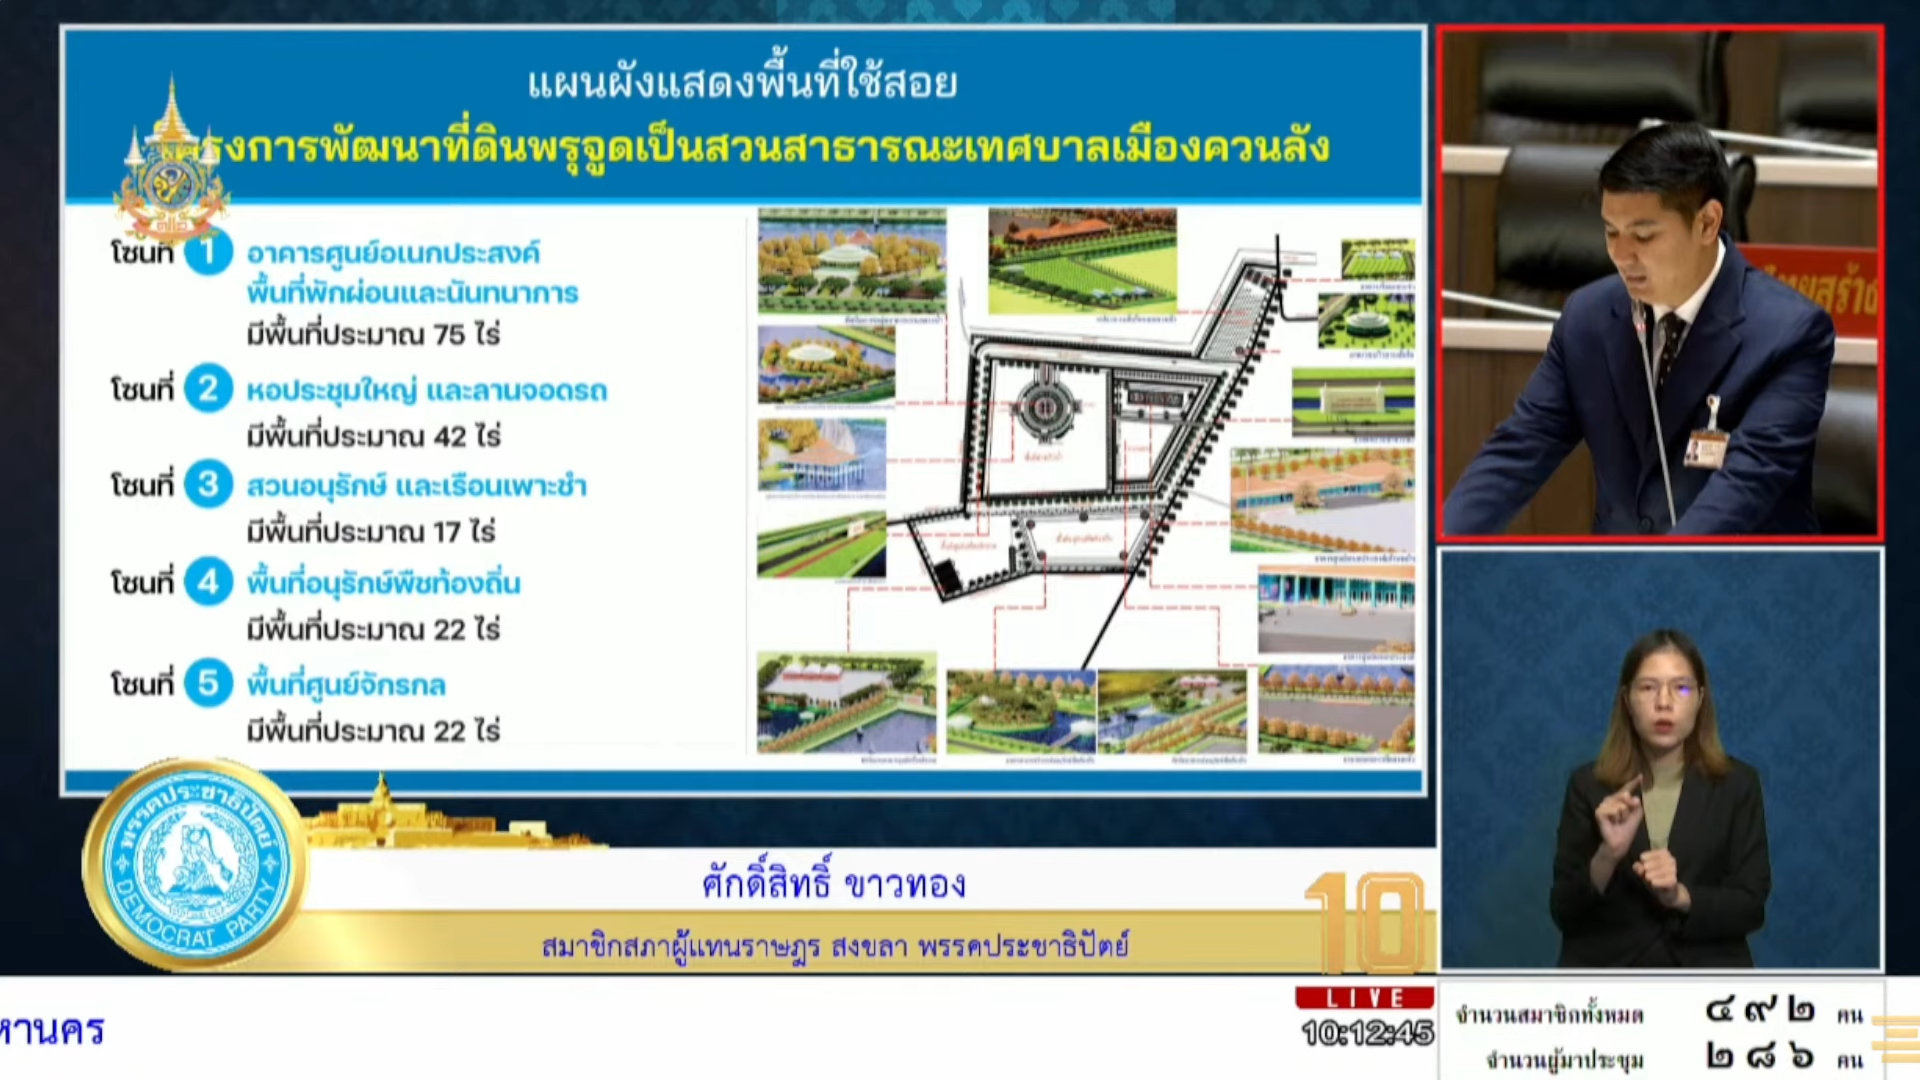 แผนผังแสดงพื้นที่ใช้สอย
โครงการพัฒนาที่ดินพรุจูดเป็นสวนสาธารณะเทศบาลเมืองควนลัง
โซนที่ 1 อาคารศูนย์อเนกประสงค์
พื้นที่พักผ่อนและนันทนาการ
มีพื้นที่ประมาณ 75 ไร่
โซนที่ 2 หอประชุมใหญ่ และลานจอดรถ
มีพื้นที่ประมาณ 42 ไร่
โซนที่ 3 สวนอนุรักษ์ และเรือนเพาะชำ
มีพื้นที่ประมาณ 17 ไร่
โซนที่ 4 พื้นที่อนุรักษ์พืชท้องถิ่น
มีพื้นที่ประมาณ 22 ไร่
โซนที่ 5 พื้นที่ศูนย์จักรกล
มีพื้นที่ประมาณ 22 ไร่
พรรคประชาธิปัตย์
DEMOCRAT PARTY
ศักดิ์สิทธิ์ ขาวทอง
สมาชิกสภาผู้แทนราษฎร สงขลา พรรคประชาธิปัตย์
10
LIVE
10:12:45
หานคร
จำนวนสมาชิกทั้งหมด ๔๙๒ คน
จำนวนผู้มาประชุม ๒๘๖ คน